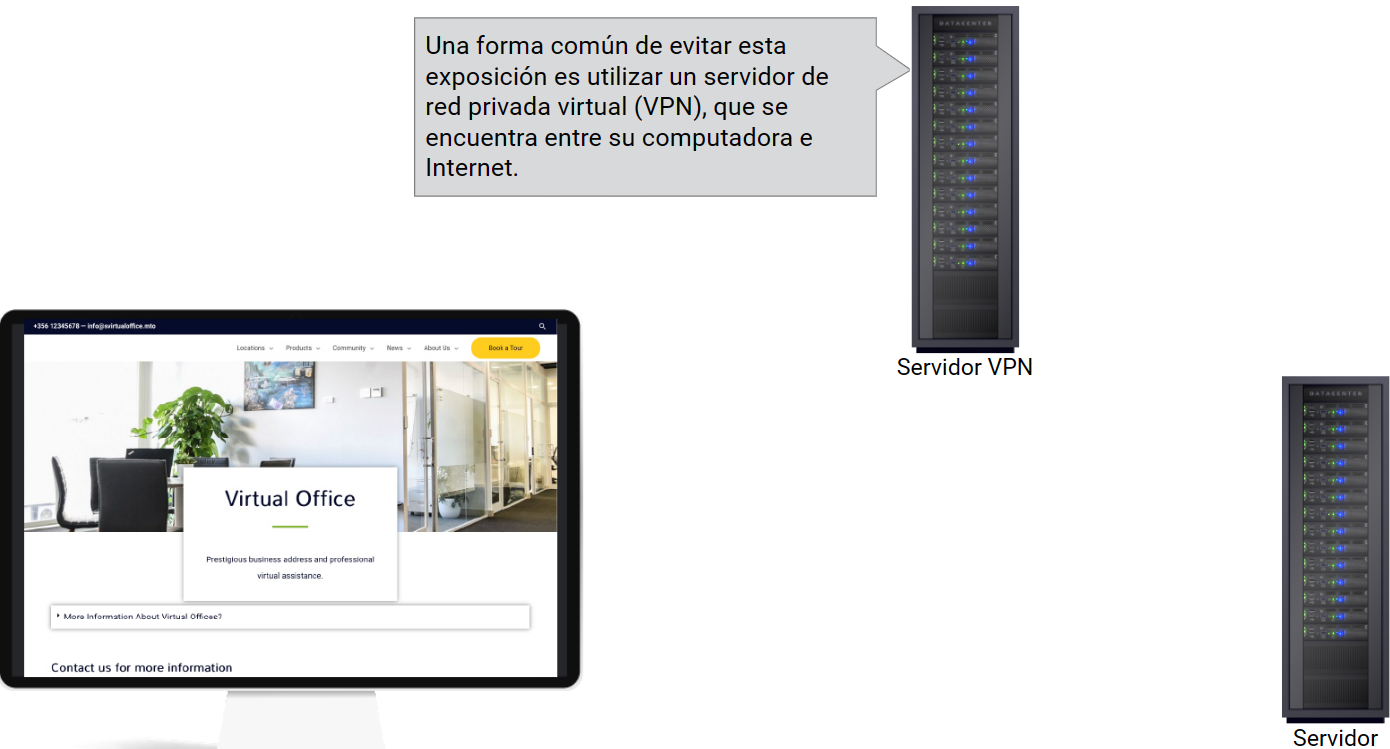 Una forma común de evitar esta
exposición es utilizar un servidor de
red privada virtual (VPN), que se
encuentra entre su computadora e
Internet.
DATACENTER
Servidor VPN
+356 12345678 — info@svirtualoffice.mto
Locations Products Community News About Us Book a Tour
Virtual Office
Prestigious business address and professional
virtual assistance.
More Information About Virtual Offices?
Contact us for more information
DATACENTER
Servidor